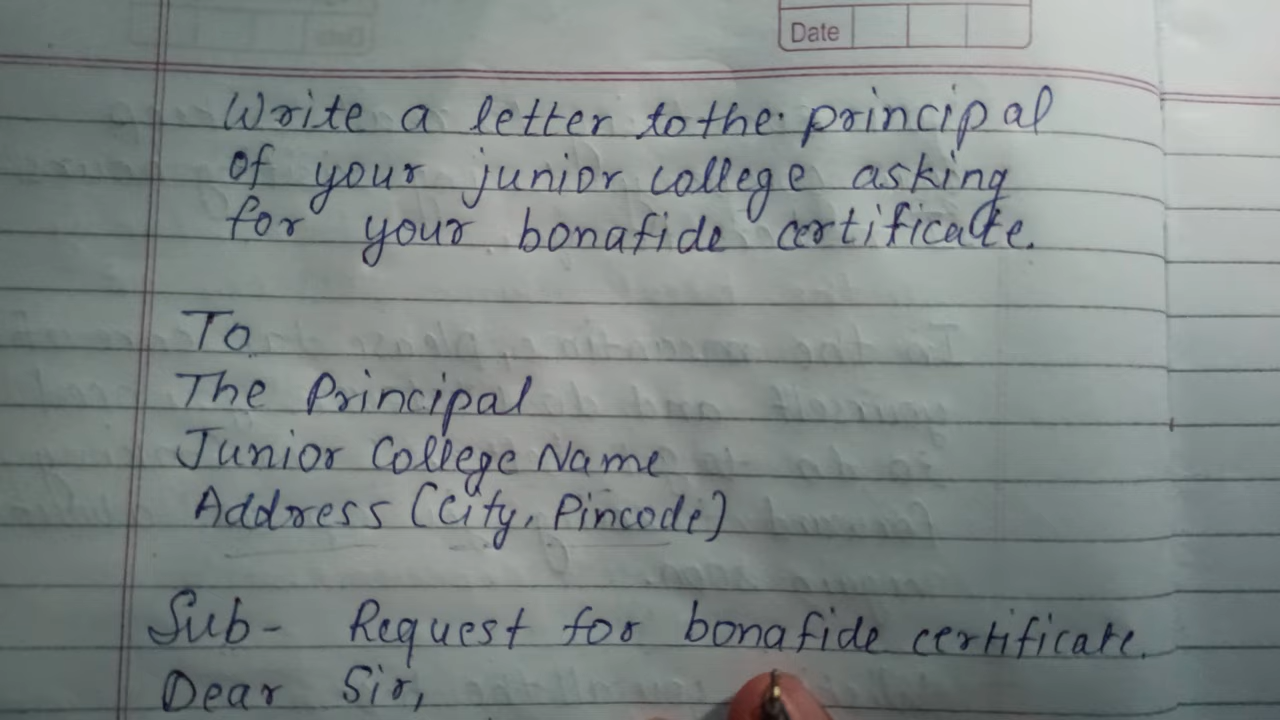 Date
Write a letter to the principal
of your junior college asking
for your bonafide certificate.
To
The Principal
Junior College Name
Address (City, Pincode)
Sub- Request for bonafide certificate.
Dear Sir,